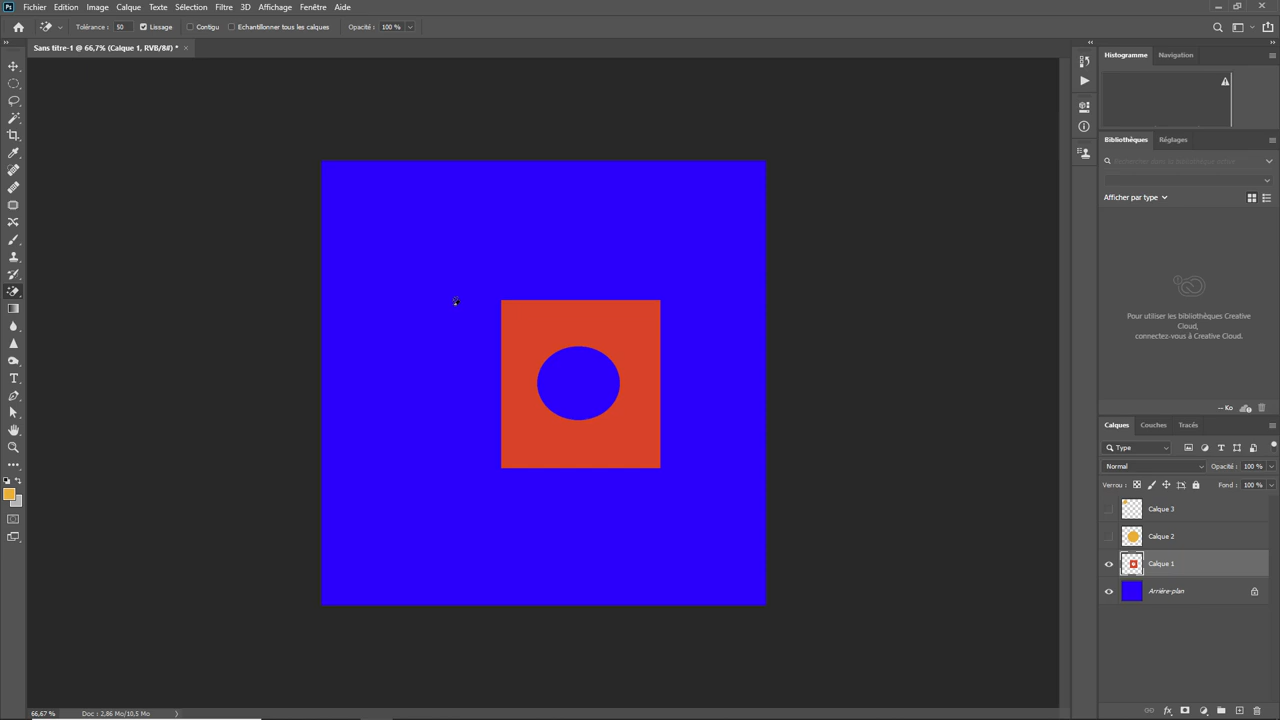 Ps Fichier Edition Image Calque Texte Sélection Filtre 3D Affichage Fenêtre Aide
Tolérance : 50 Lissage Contigu Echantillonner tous les calques Opacité : 100 %
Sans titre-1 @ 66,7% (Calque 1, RVB/8#) * ×
Histogramme Navigation
Bibliothèques Réglages
Afficher par type
Pour utiliser les bibliothèques Creative
Cloud,
connectez-vous à Creative Cloud.
-- Ko
Calques Couches Tracés
Type
Normal Opacité : 100 %
Verrou : Fond : 100 %
Calque 3
Calque 2
Calque 1
Arrière-plan
66,67 % Doc : 2,86 Mo/10,5 Mo